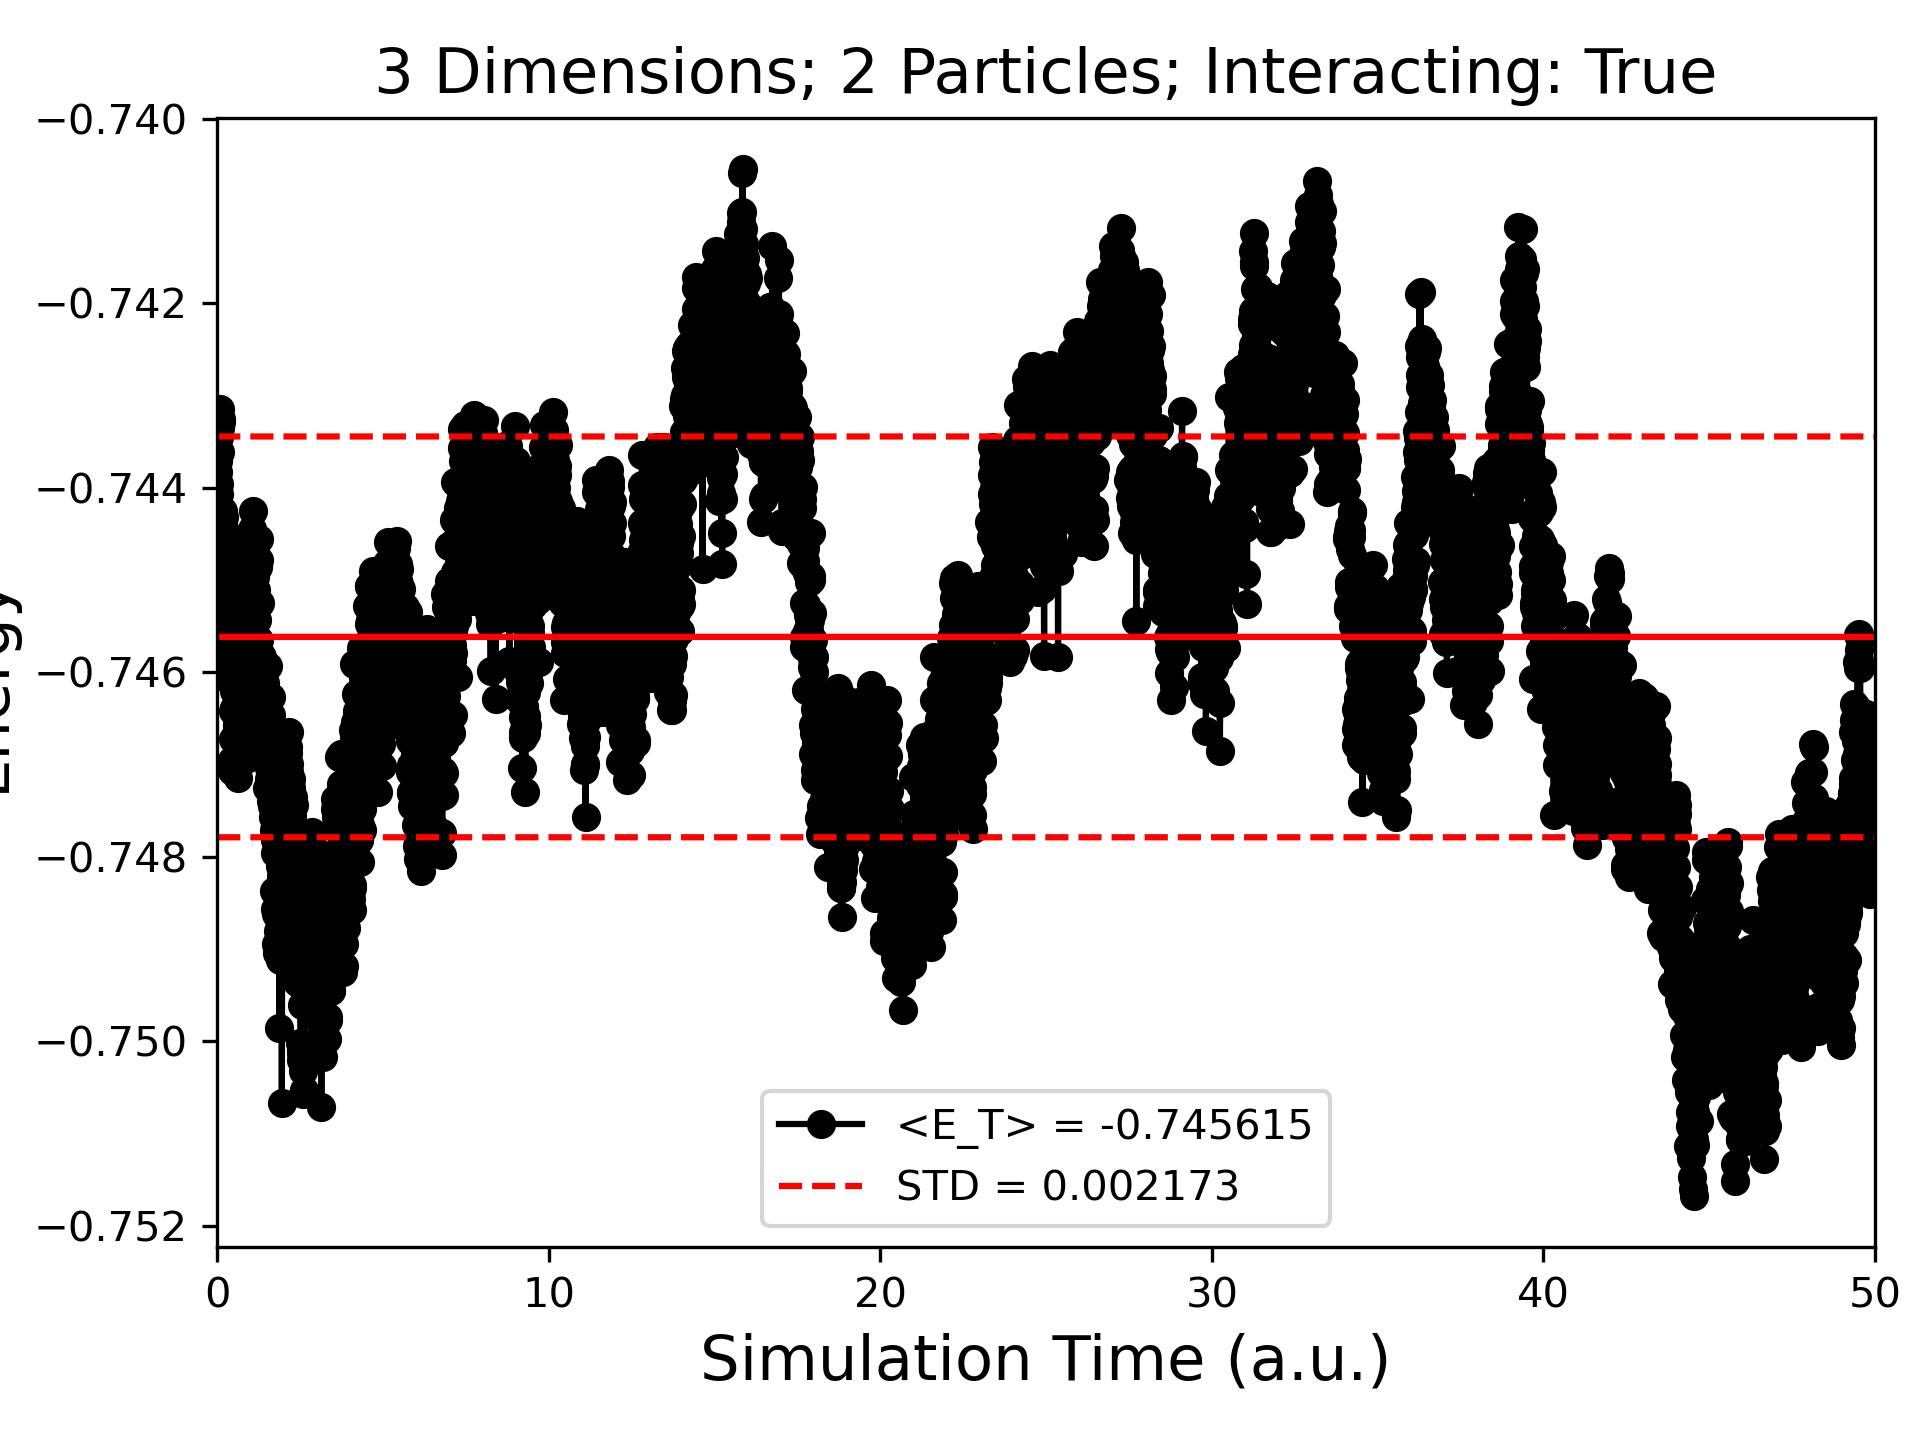 3 Dimensions; 2 Particles; Interacting: True
−0.740
−0.742
−0.744
−0.746
−0.748
−0.750
−0.752
Energy
<E_T> = -0.745615
STD = 0.002173
0 10 20 30 40 50
Simulation Time (a.u.)